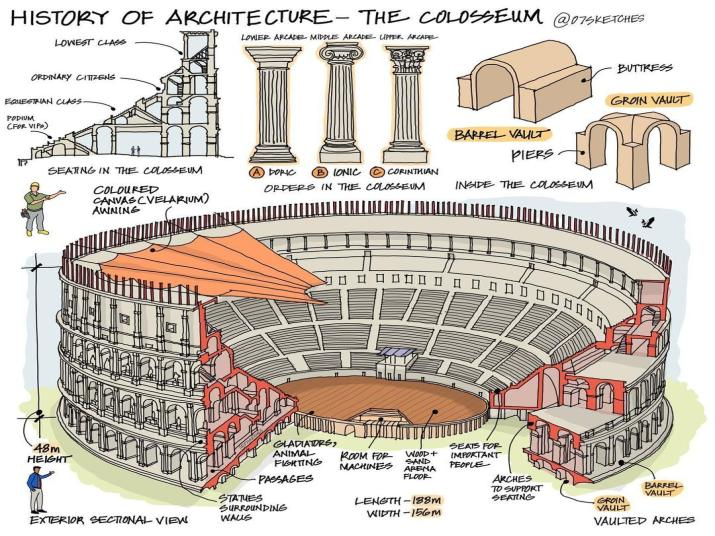 HISTORY OF ARCHITECTURE – THE COLOSSEUM @07SKETCHES
LOWEST CLASS
ORDINARY CITIZENS
EQUESTRIAN CLASS
PODIUM
(FOR VIPs)
SEATING IN THE COLOSSEUM
LOWER ARCADE
MIDDLE ARCADE
UPPER ARCADE
A DORIC
B IONIC
C CORINTHIAN
ORDERS IN THE COLOSSEUM
BUTTRESS
BARREL VAULT
GROIN VAULT
PIERS
INSIDE THE COLOSSEUM
COLOURED
CANVAS (VELARIUM)
AWNING
48m
HEIGHT
GLADIATORS,
ANIMAL
FIGHTING
PASSAGES
STATUES
SURROUNDING
WALLS
ROOM FOR
MACHINES
WOOD +
SAND
ARENA
FLOOR
SEATS FOR
IMPORTANT
PEOPLE
ARCHES
TO SUPPORT
SEATING
GROIN
VAULT
BARREL
VAULT
VAULTED ARCHES
LENGTH – 188m
WIDTH – 156m
EXTERIOR SECTIONAL VIEW